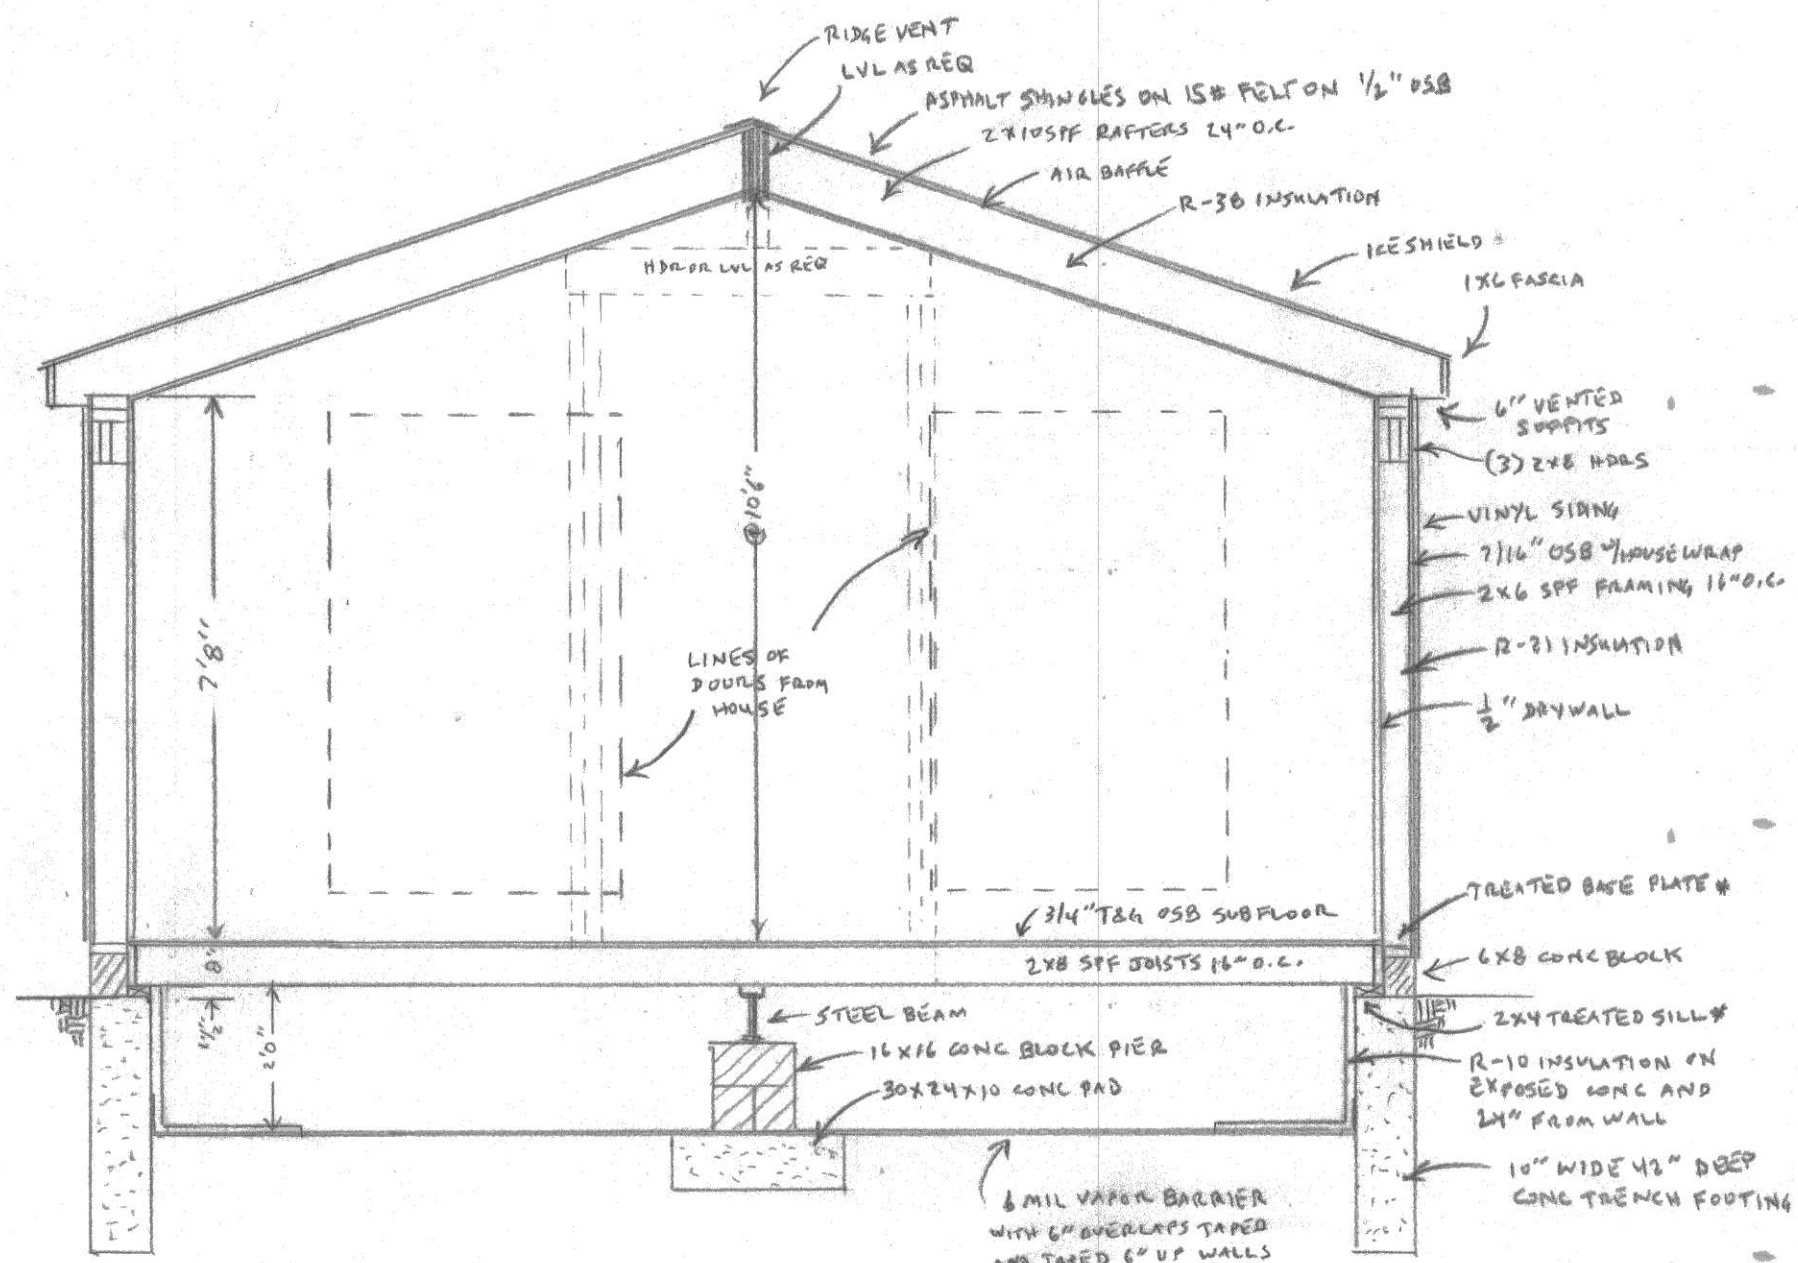 RIDGE VENT
LVL AS REQ
ASPHALT SHINGLES ON 15# FELT ON 1/2" OSB
2X10 SPF RAFTERS 24" O.C.
AIR BAFFLE
R-38 INSULATION
ICE SHIELD
1X6 FASCIA
HDR OR LVL AS REQ
6" VENTED
SOFFITS
(3) 2X8 HDRS
VINYL SIDING
7/16" OSB W/HOUSEWRAP
2X6 SPF FRAMING 16" O.C.
R-21 INSULATION
1/2" DRYWALL
@10'6"
7'8"
LINES OF
DOORS FROM
HOUSE
TREATED BASE PLATE #
3/4" T&G OSB SUBFLOOR
6X8 CONC BLOCK
2X8 SPF JOISTS 16" O.C.
8"
1 1/2"
2'0"
STEEL BEAM
2X4 TREATED SILL #
16X16 CONC BLOCK PIER
30X24X10 CONC PAD
R-10 INSULATION ON
EXPOSED CONC AND
24" FROM WALL
10" WIDE 42" DEEP
CONC TRENCH FOOTING
6 MIL VAPOR BARRIER
WITH 6" OVERLAPS TAPED
AND TAPED 6" UP WALLS